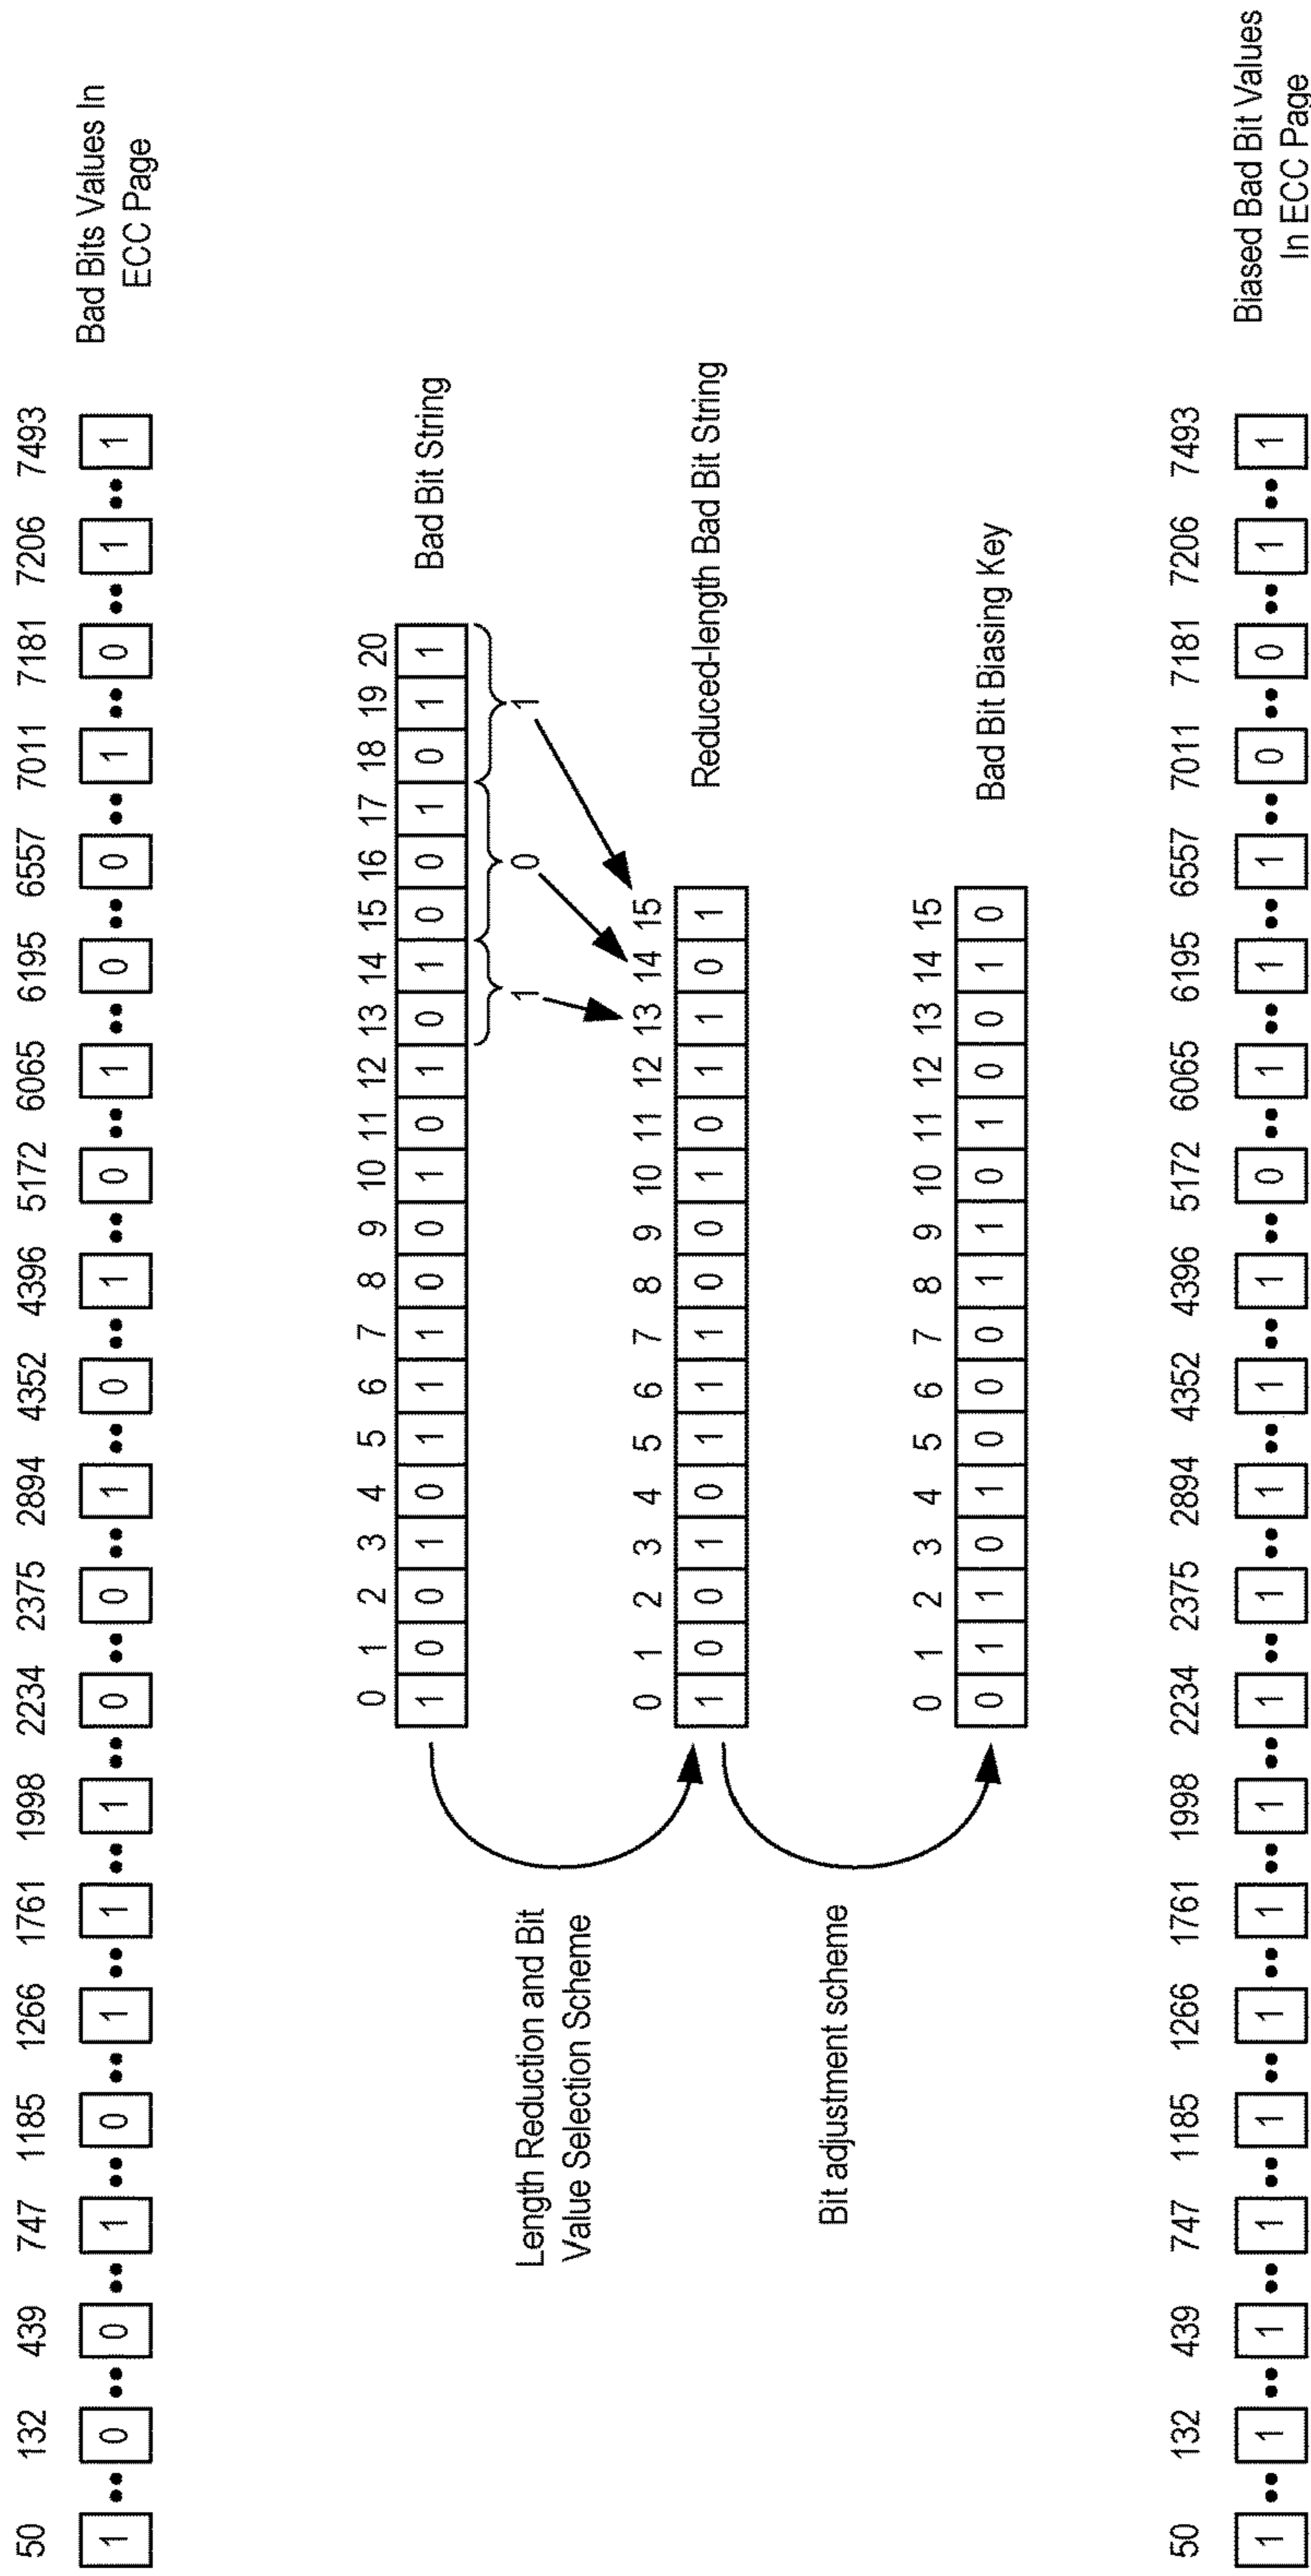 50 132 439 747 1185 1266 1761 1998 2234 2375 2894 4352 4396 5172 6065 6195 6557 7011 7181 7206 7493
1 0 0 1 0 1 1 1 0 0 1 0 1 0 1 0 0 1 0 1 1
Bad Bits Values In
ECC Page
0 1 2 3 4 5 6 7 8 9 10 11 12 13 14 15 16 17 18 19 20
1 0 0 1 0 1 1 1 0 0 1 0 1 0 1 0 0 1 0 1 1
Bad Bit String
Length Reduction and Bit
Value Selection Scheme
1 0 1
0 1 2 3 4 5 6 7 8 9 10 11 12 13 14 15
1 0 0 1 0 1 1 1 0 0 1 0 1 1 0 1
Reduced-length Bad Bit String
Bit adjustment scheme
0 1 2 3 4 5 6 7 8 9 10 11 12 13 14 15
0 1 1 0 1 0 0 0 1 1 0 1 0 0 1 0
Bad Bit Biasing Key
50 132 439 747 1185 1266 1761 1998 2234 2375 2894 4352 4396 5172 6065 6195 6557 7011 7181 7206 7493
1 1 1 1 1 1 1 1 1 1 1 1 1 0 1 1 1 0 0 1 1
Biased Bad Bit Values
In ECC Page